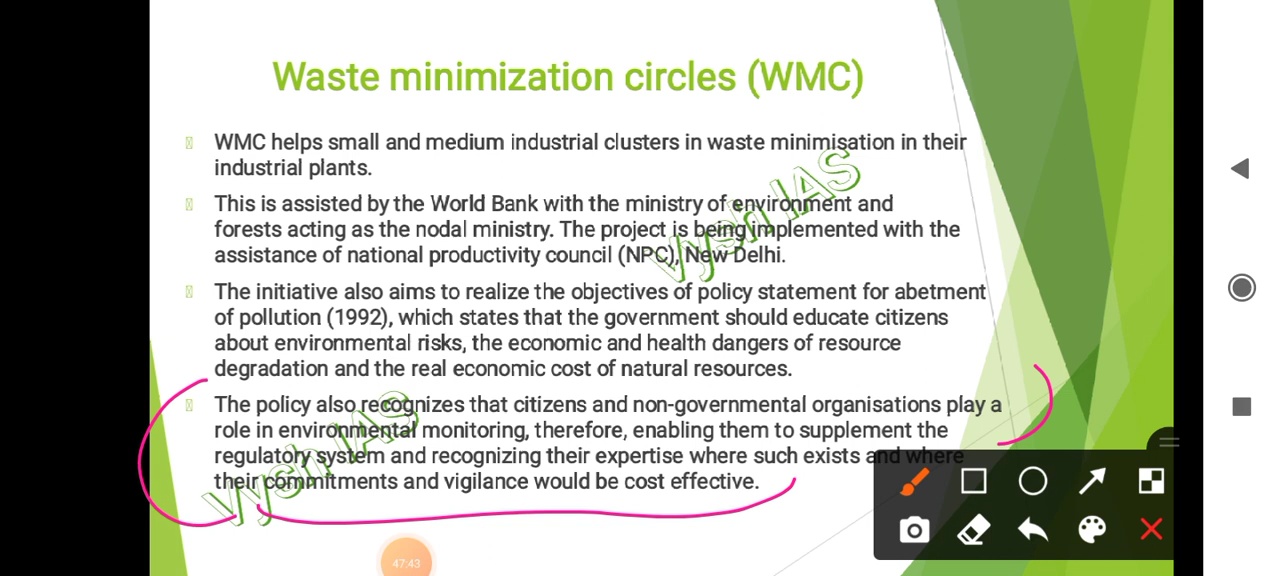 Waste minimization circles (WMC)
WMC helps small and medium industrial clusters in waste minimisation in their
industrial plants.
This is assisted by the World Bank with the ministry of environment and
forests acting as the nodal ministry. The project is being implemented with the
assistance of national productivity council (NPC), New Delhi.
The initiative also aims to realize the objectives of policy statement for abetment
of pollution (1992), which states that the government should educate citizens
about environmental risks, the economic and health dangers of resource
degradation and the real economic cost of natural resources.
The policy also recognizes that citizens and non-governmental organisations play a
role in environmental monitoring, therefore, enabling them to supplement the
regulatory system and recognizing their expertise where such exists and where
their commitments and vigilance would be cost effective.
Vysh IAS
Vysh IAS
47:43